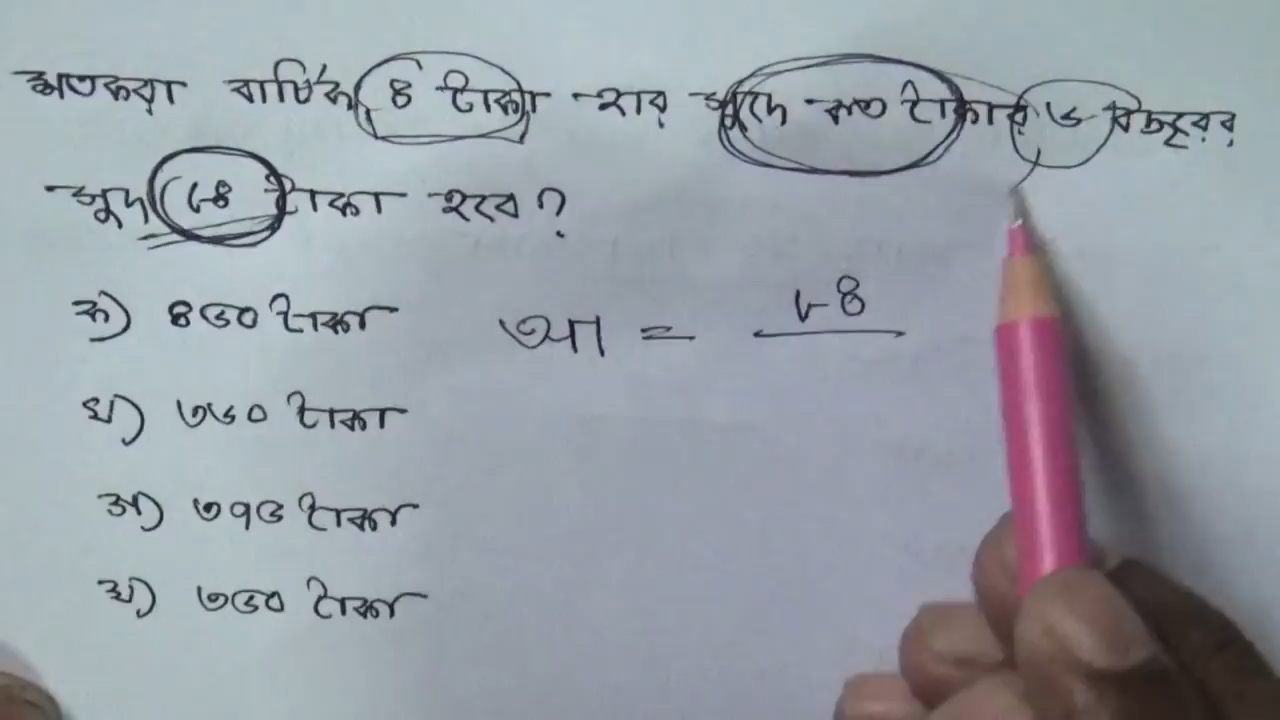 শতকরা বার্ষিক ৪ টাকা হার সুদে কত টাকার ৬ বছরের
সুদ ৮৪ টাকা হবে?
ক) ৪৫০ টাকা
খ) ৩৬০ টাকা
গ) ৩৭৫ টাকা
ঘ) ৩৫০ টাকা
আ = ৮৪